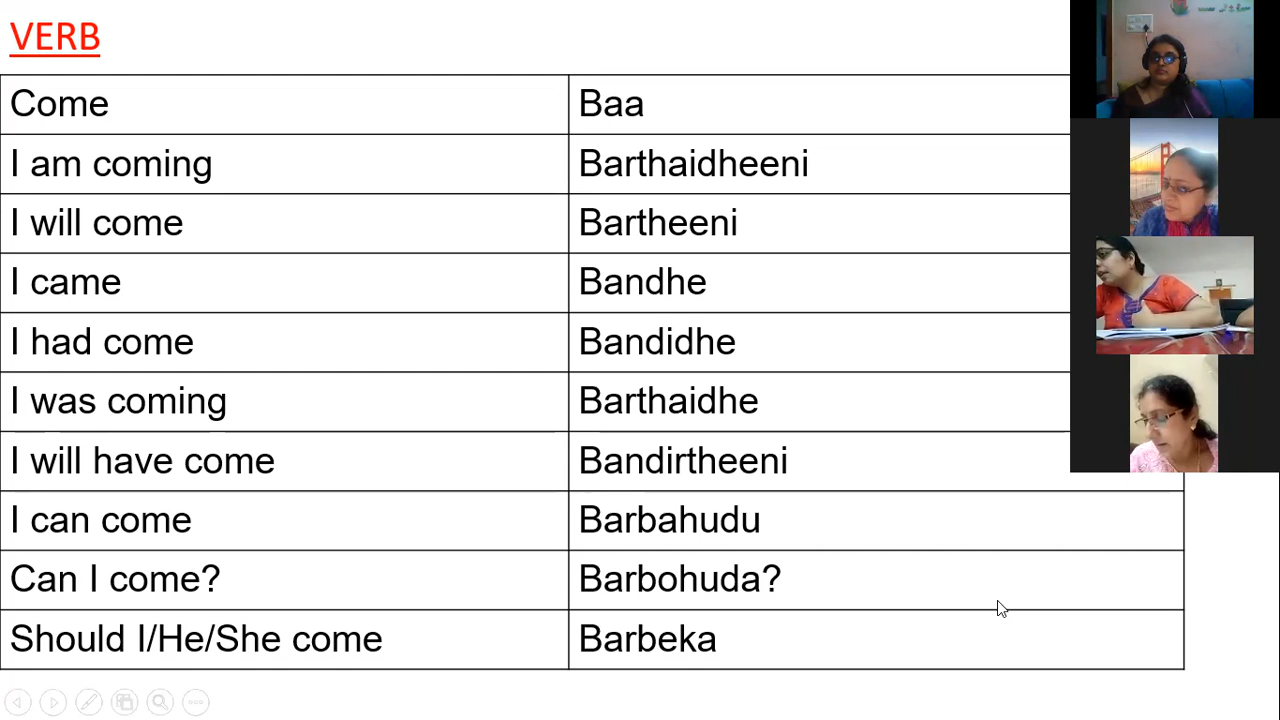 VERB
Come Baa
I am coming Barthaidheeni
I will come Bartheeni
I came Bandhe
I had come Bandidhe
I was coming Barthaidhe
I will have come Bandirtheeni
I can come Barbahudu
Can I come? Barbohuda?
Should I/He/She come Barbeka